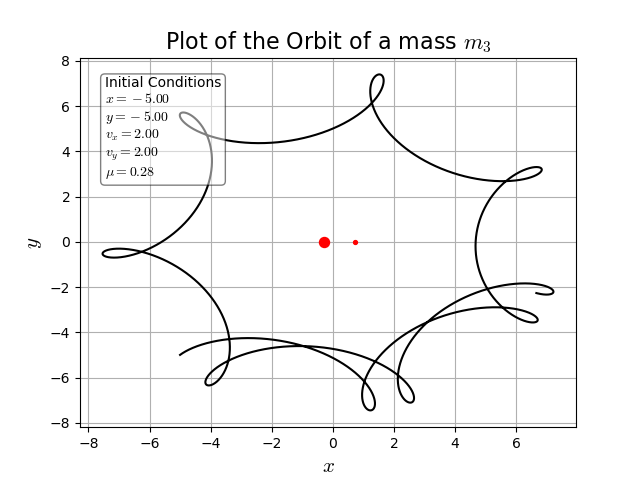 Plot of the Orbit of a mass m₃
Initial Conditions
x = −5.00
y = −5.00
vₓ = 2.00
v_y = 2.00
μ = 0.28
8
6
4
2
0
−2
−4
−6
−8
y
−8 −6 −4 −2 0 2 4 6
x